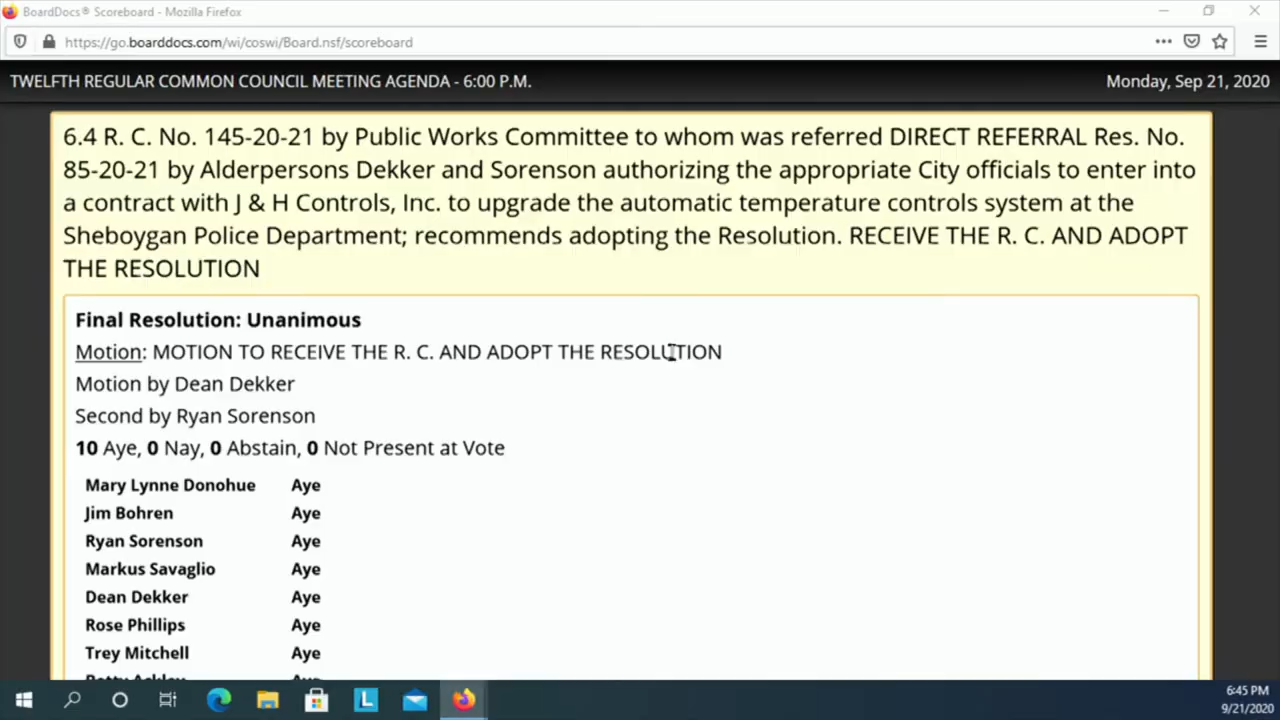 BoardDocs® Scoreboard - Mozilla Firefox
https://go.boarddocs.com/wi/coswi/Board.nsf/scoreboard
TWELFTH REGULAR COMMON COUNCIL MEETING AGENDA - 6:00 P.M.
Monday, Sep 21, 2020
6.4 R. C. No. 145-20-21 by Public Works Committee to whom was referred DIRECT REFERRAL Res. No.
85-20-21 by Alderpersons Dekker and Sorenson authorizing the appropriate City officials to enter into
a contract with J & H Controls, Inc. to upgrade the automatic temperature controls system at the
Sheboygan Police Department; recommends adopting the Resolution. RECEIVE THE R. C. AND ADOPT
THE RESOLUTION
Final Resolution: Unanimous
Motion: MOTION TO RECEIVE THE R. C. AND ADOPT THE RESOLUTION
Motion by Dean Dekker
Second by Ryan Sorenson
10 Aye, 0 Nay, 0 Abstain, 0 Not Present at Vote
Mary Lynne Donohue Aye
Jim Bohren Aye
Ryan Sorenson Aye
Markus Savaglio Aye
Dean Dekker Aye
Rose Phillips Aye
Trey Mitchell Aye
L
6:45 PM
9/21/2020